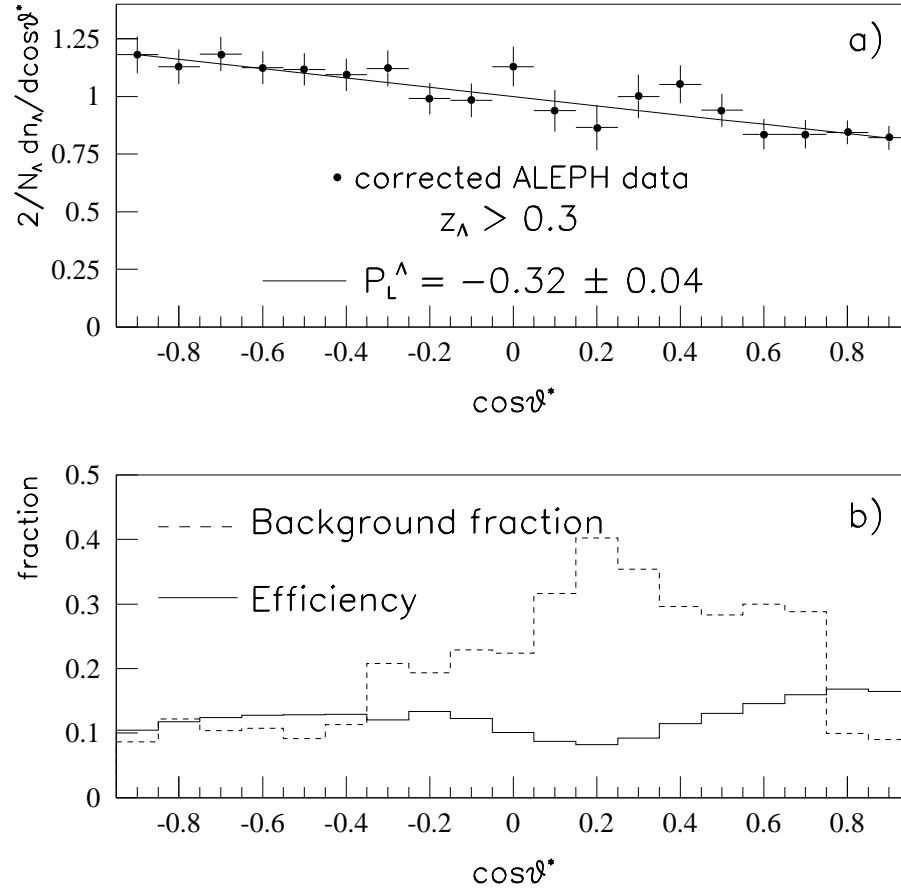 2/N_Λ dn_Λ/dcosϑ*
1.25
1
0.75
0.5
0.25
0
a)
corrected ALEPH data
z_Λ > 0.3
P_L^Λ = −0.32 ± 0.04
-0.8 -0.6 -0.4 -0.2 0 0.2 0.4 0.6 0.8
cosϑ*
fraction
0.5
0.4
0.3
0.2
0.1
0
b)
Background fraction
Efficiency
-0.8 -0.6 -0.4 -0.2 0 0.2 0.4 0.6 0.8
cosϑ*